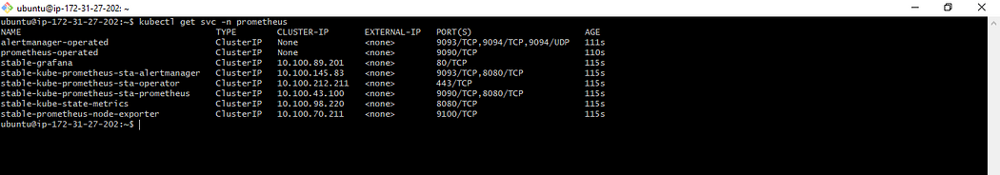 ubuntu@ip-172-31-27-202: ~
ubuntu@ip-172-31-27-202:~$ kubectl get svc -n prometheus
NAME TYPE CLUSTER-IP EXTERNAL-IP PORT(S) AGE
alertmanager-operated ClusterIP None <none> 9093/TCP,9094/TCP,9094/UDP 111s
prometheus-operated ClusterIP None <none> 9090/TCP 110s
stable-grafana ClusterIP 10.100.89.201 <none> 80/TCP 115s
stable-kube-prometheus-sta-alertmanager ClusterIP 10.100.145.83 <none> 9093/TCP,8080/TCP 115s
stable-kube-prometheus-sta-operator ClusterIP 10.100.212.211 <none> 443/TCP 115s
stable-kube-prometheus-sta-prometheus ClusterIP 10.100.43.100 <none> 9090/TCP,8080/TCP 115s
stable-kube-state-metrics ClusterIP 10.100.98.220 <none> 8080/TCP 115s
stable-prometheus-node-exporter ClusterIP 10.100.70.211 <none> 9100/TCP 115s
ubuntu@ip-172-31-27-202:~$